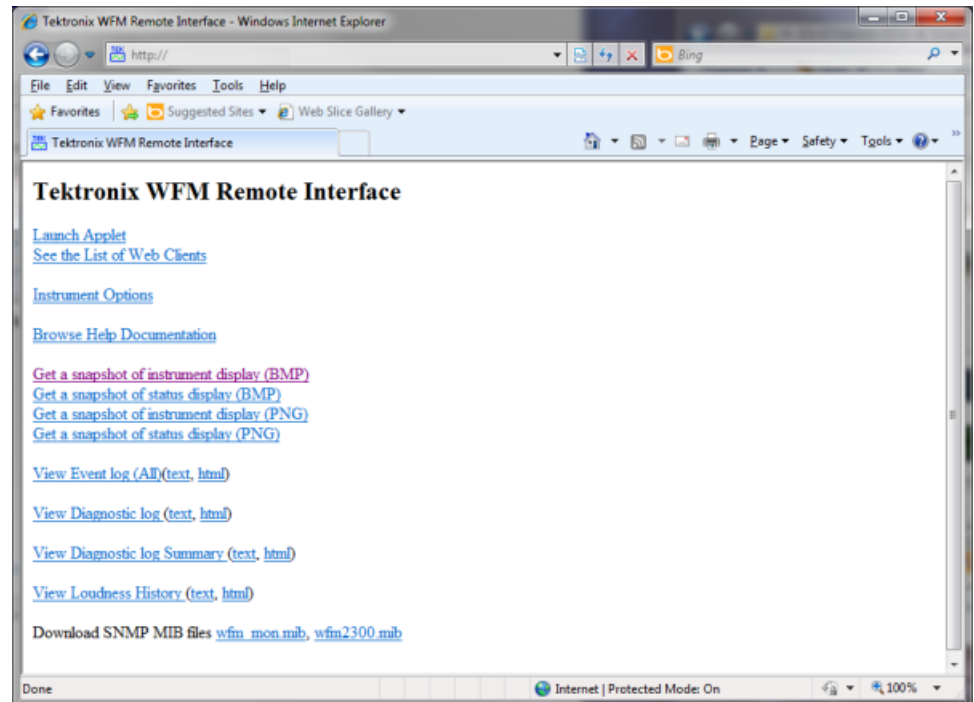 Tektronix WFM Remote Interface - Windows Internet Explorer
http://
Bing
File Edit View Favorites Tools Help
Favorites Suggested Sites Web Slice Gallery
Tektronix WFM Remote Interface
Page Safety Tools
Tektronix WFM Remote Interface
Launch Applet
See the List of Web Clients
Instrument Options
Browse Help Documentation
Get a snapshot of instrument display (BMP)
Get a snapshot of status display (BMP)
Get a snapshot of instrument display (PNG)
Get a snapshot of status display (PNG)
View Event log (All)(text, html)
View Diagnostic log (text, html)
View Diagnostic log Summary (text, html)
View Loudness History (text, html)
Download SNMP MIB files wfm_mon.mib, wfm2300.mib
Done Internet | Protected Mode: On 100%